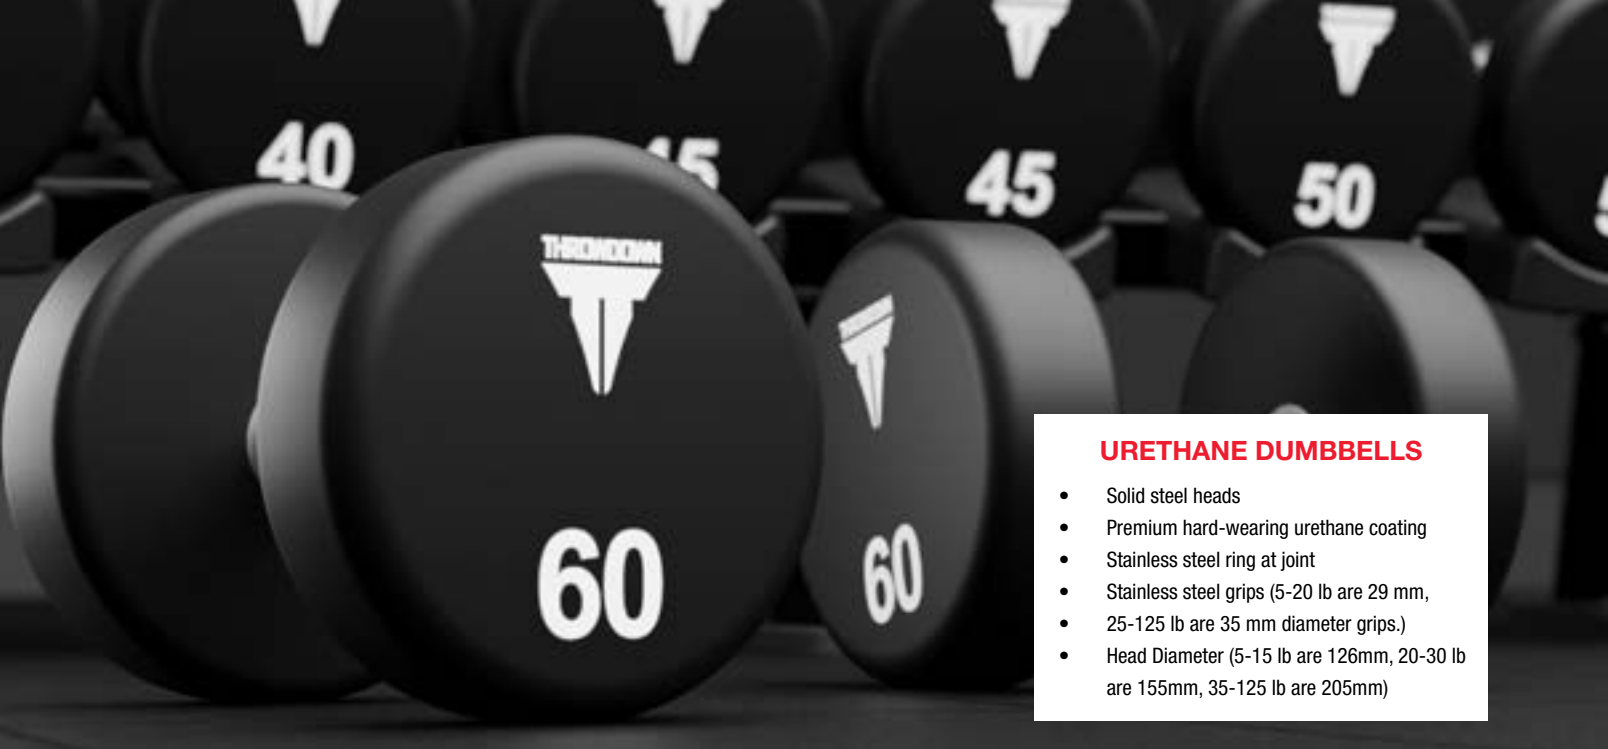 40
45
45
50
THROWDOWN
60
60
URETHANE DUMBBELLS
• Solid steel heads
• Premium hard-wearing urethane coating
• Stainless steel ring at joint
• Stainless steel grips (5-20 lb are 29 mm,
• 25-125 lb are 35 mm diameter grips.)
• Head Diameter (5-15 lb are 126mm, 20-30 lb
are 155mm, 35-125 lb are 205mm)